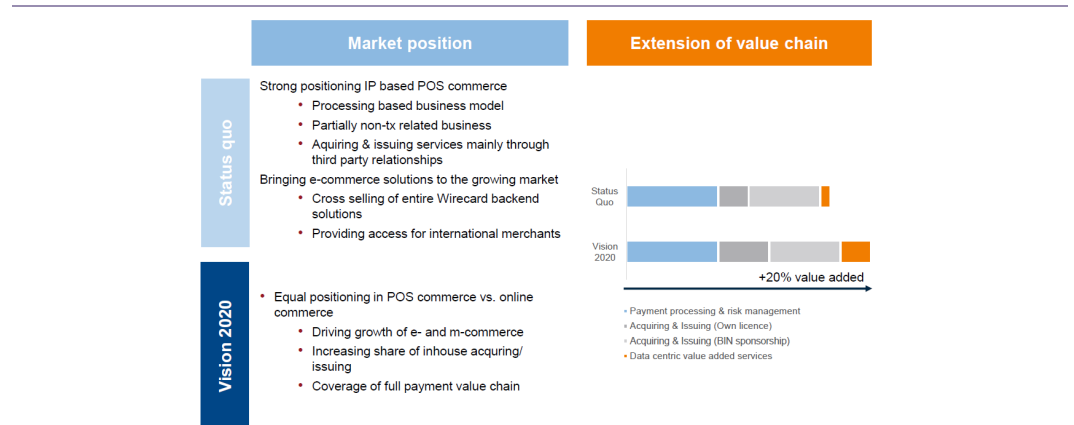 Market position
Extension of value chain
Status quo
Strong positioning IP based POS commerce
• Processing based business model
• Partially non-tx related business
• Aquiring & issuing services mainly through
third party relationships
Bringing e-commerce solutions to the growing market
• Cross selling of entire Wirecard backend
solutions
• Providing access for international merchants
Vision 2020
• Equal positioning in POS commerce vs. online
commerce
• Driving growth of e- and m-commerce
• Increasing share of inhouse acquring/
issuing
• Coverage of full payment value chain
Status
Quo
Vision
2020
+20% value added
Payment processing & risk management
Acquiring & Issuing (Own licence)
Acquiring & Issuing (BIN sponsorship)
Data centric value added services